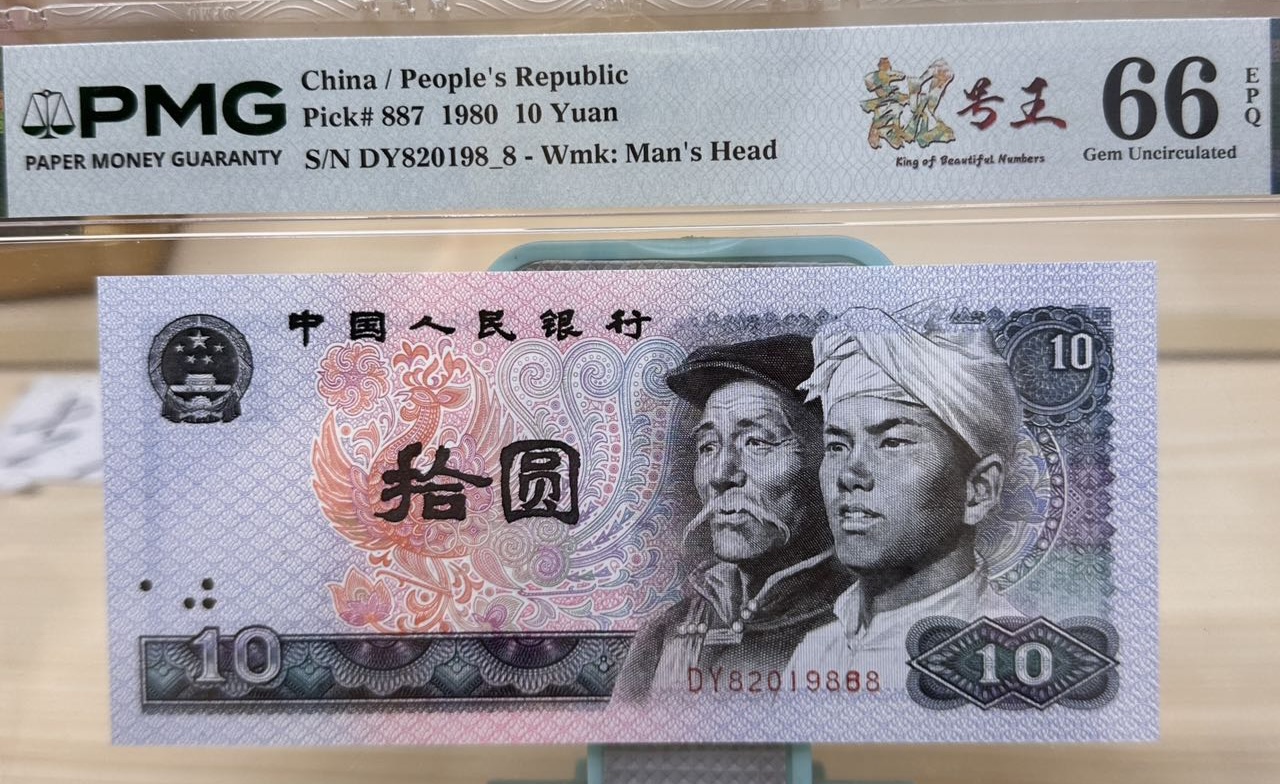 PMG
PAPER MONEY GUARANTY
China / People's Republic
Pick# 887 1980 10 Yuan
S/N DY820198_8 - Wmk: Man's Head
靓号王
King of Beautiful Numbers
66
EPQ
Gem Uncirculated
中国人民银行
10
拾圆
10
DY82019888
10